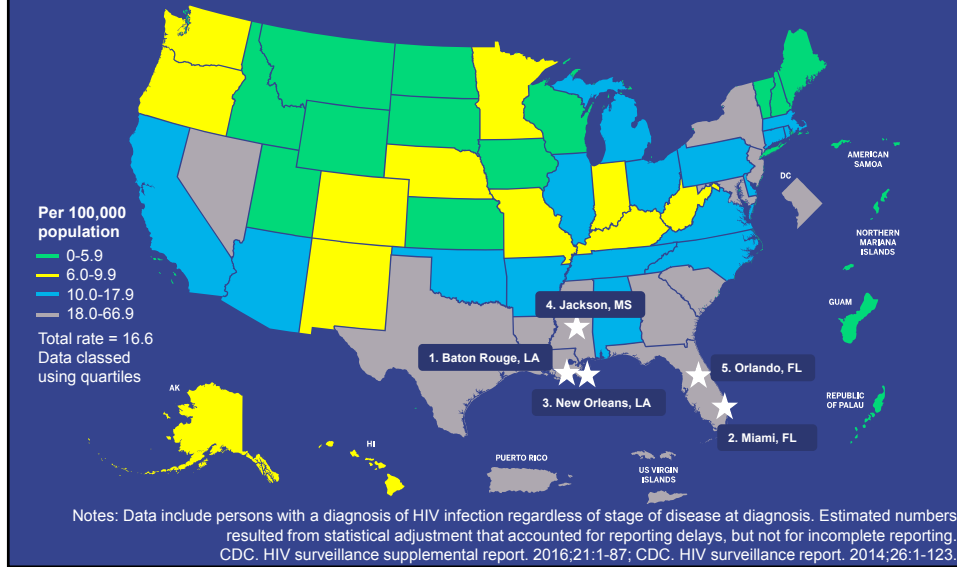 AMERICAN
SAMOA
DC
Per 100,000
population
0-5.9
6.0-9.9
10.0-17.9
18.0-66.9
Total rate = 16.6
Data classed
using quartiles
NORTHERN
MARIANA
ISLANDS
GUAM
4. Jackson, MS
1. Baton Rouge, LA
5. Orlando, FL
3. New Orleans, LA
REPUBLIC
OF PALAU
2. Miami, FL
AK
HI
PUERTO RICO
US VIRGIN
ISLANDS
Notes: Data include persons with a diagnosis of HIV infection regardless of stage of disease at diagnosis. Estimated numbers
resulted from statistical adjustment that accounted for reporting delays, but not for incomplete reporting.
CDC. HIV surveillance supplemental report. 2016;21:1-87; CDC. HIV surveillance report. 2014;26:1-123.